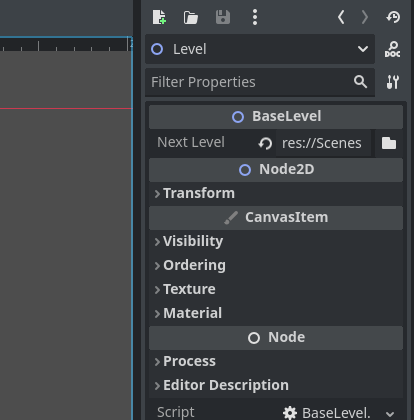 Level
DOC
Filter Properties
BaseLevel
Next Level res://Scenes
Node2D
Transform
CanvasItem
Visibility
Ordering
Texture
Material
Node
Process
Editor Description
Script BaseLevel.